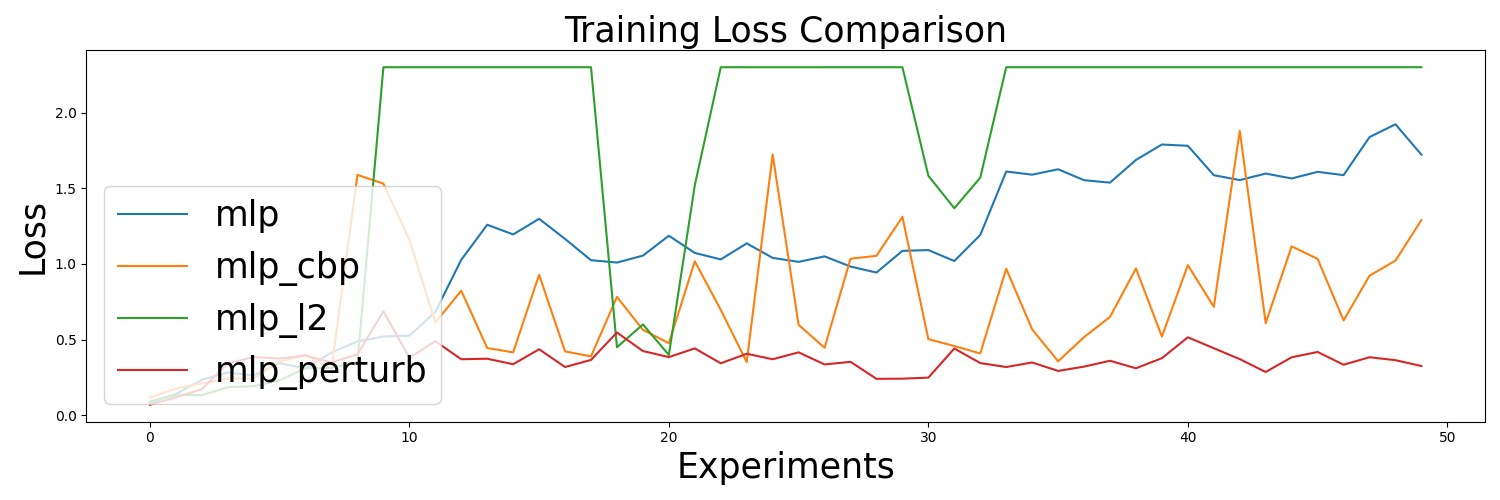 Training Loss Comparison
Loss
2.0
1.5
1.0
0.5
0.0
mlp
mlp_cbp
mlp_l2
mlp_perturb
0 10 20 30 40 50
Experiments